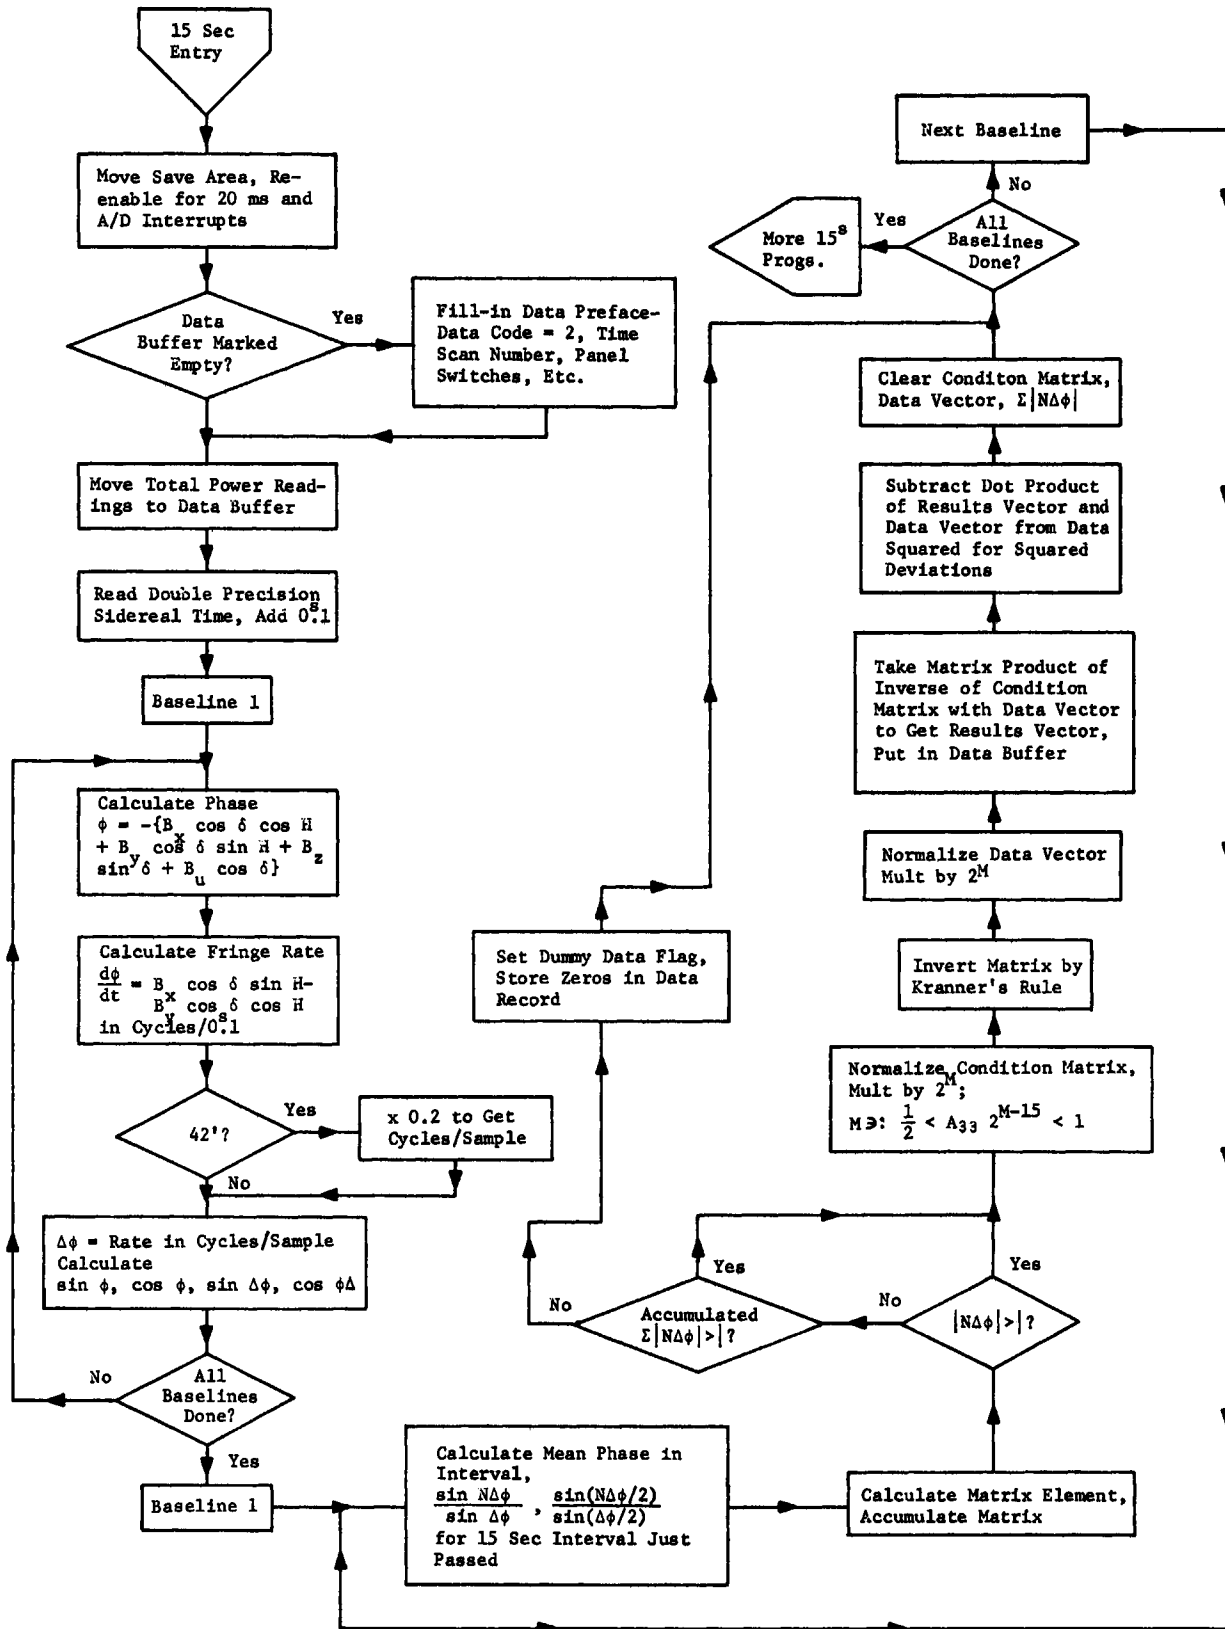 15 Sec
Entry
Move Save Area, Re-
enable for 20 ms and
A/D Interrupts
Data
Buffer Marked
Empty?
Yes
Fill-in Data Preface-
Data Code = 2, Time
Scan Number, Panel
Switches, Etc.
Move Total Power Read-
ings to Data Buffer
Read Double Precision
Sidereal Time, Add 0ˢ.1
Baseline 1
Calculate Phase
ϕ = -{B_x cos δ cos H
+ B_y cos δ sin H + B_z
sin δ + B_u cos δ}
Calculate Fringe Rate
dϕ/dt = B_x cos δ sin H-
B_y cos δ cos H
in Cycles/0ˢ.1
42'?
Yes
x 0.2 to Get
Cycles/Sample
No
Δϕ = Rate in Cycles/Sample
Calculate
sin ϕ, cos ϕ, sin Δϕ, cos ϕΔ
All
Baselines
Done?
No
Yes
Baseline 1
Calculate Mean Phase in
Interval,
sin NΔϕ / sin Δϕ , sin(NΔϕ/2) / sin(Δϕ/2)
for 15 Sec Interval Just
Passed
Calculate Matrix Element,
Accumulate Matrix
|NΔϕ|>|?
No
Yes
Accumulated
Σ|NΔϕ|>|?
No
Yes
Set Dummy Data Flag,
Store Zeros in Data
Record
Normalize Condition Matrix,
Mult by 2^M;
M∋: 1/2 < A₃₃ 2^M-15 < 1
Invert Matrix by
Kranner's Rule
Normalize Data Vector
Mult by 2^M
Take Matrix Product of
Inverse of Condition
Matrix with Data Vector
to Get Results Vector,
Put in Data Buffer
Subtract Dot Product
of Results Vector and
Data Vector from Data
Squared for Squared
Deviations
Clear Conditon Matrix,
Data Vector, Σ|NΔϕ|
All
Baselines
Done?
Yes
More 15ˢ
Progs.
No
Next Baseline